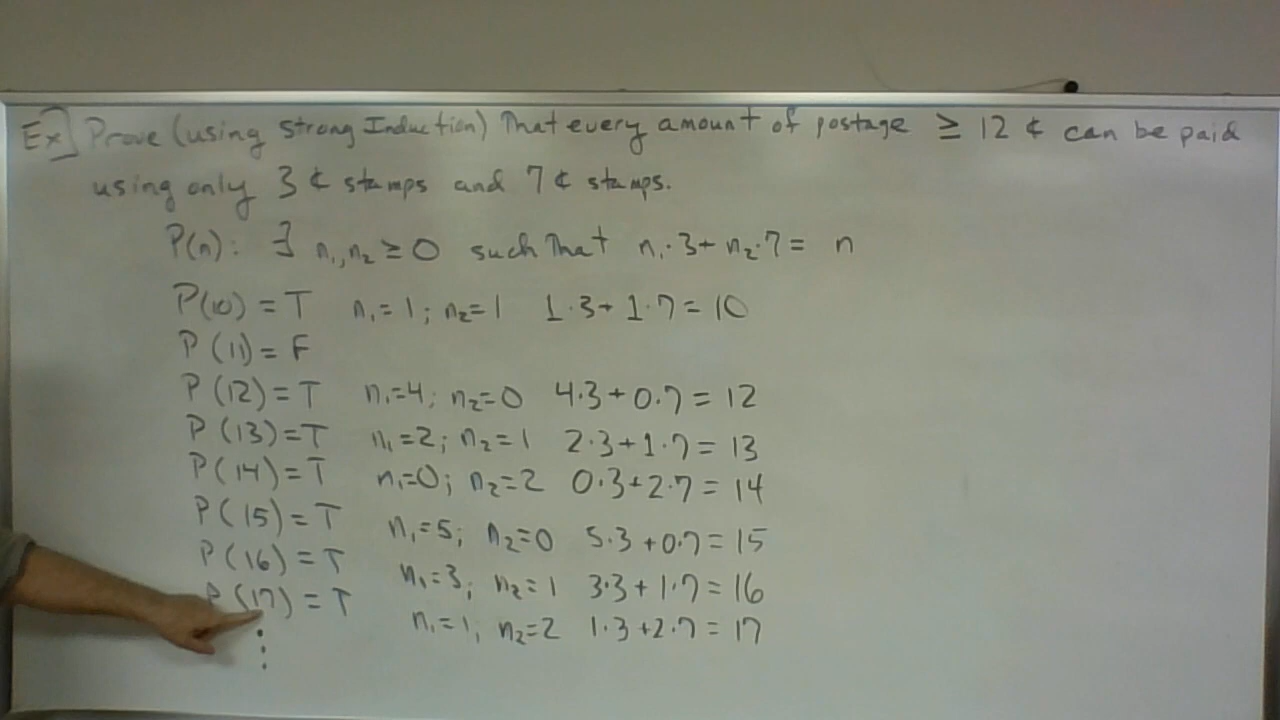 Ex] Prove (using strong Induction) That every amount of postage ≥ 12 ¢ can be paid
using only 3 ¢ stamps and 7 ¢ stamps.
P(n): ∃ n₁, n₂ ≥ 0 such that n₁·3 + n₂·7 = n
P(10) = T n₁=1; n₂=1 1·3 + 1·7 = 10
P(11) = F
P(12) = T n₁=4; n₂=0 4·3 + 0·7 = 12
P(13) = T n₁=2; n₂=1 2·3 + 1·7 = 13
P(14) = T n₁=0; n₂=2 0·3 + 2·7 = 14
P(15) = T n₁=5; n₂=0 5·3 + 0·7 = 15
P(16) = T n₁=3; n₂=1 3·3 + 1·7 = 16
P(17) = T n₁=1; n₂=2 1·3 + 2·7 = 17
⋮